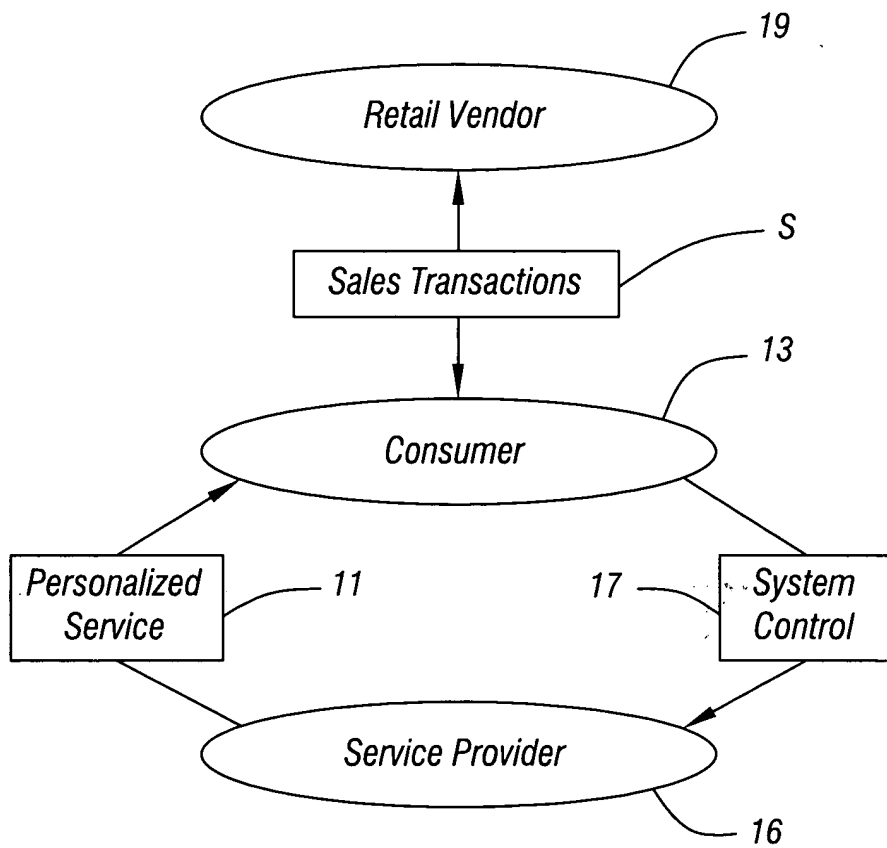 19
Retail Vendor
S
Sales Transactions
13
Consumer
Personalized
Service
11
17
System
Control
Service Provider
16